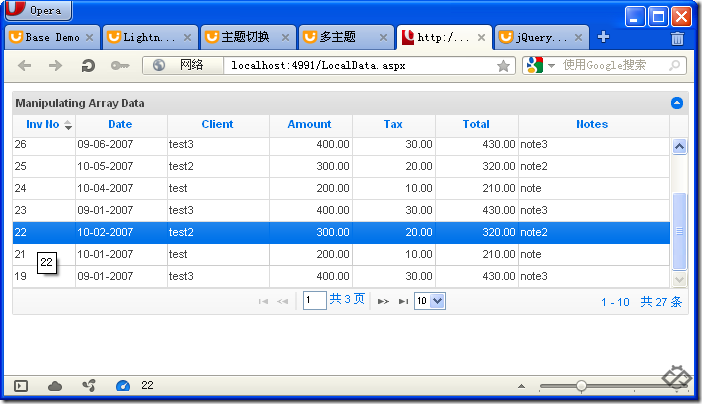 Opera
Base Demo Lightn... 主题切换 多主题 http:/... jQuery...
网络 localhost:4991/LocalData.aspx 使用Google搜索
Manipulating Array Data
Inv No Date Client Amount Tax Total Notes
26 09-06-2007 test3 400.00 30.00 430.00 note3
25 10-05-2007 test2 300.00 20.00 320.00 note2
24 10-04-2007 test 200.00 10.00 210.00 note
23 09-01-2007 test3 400.00 30.00 430.00 note3
22 10-02-2007 test2 300.00 20.00 320.00 note2
21 10-01-2007 test 200.00 10.00 210.00 note
22
19 09-01-2007 test3 400.00 30.00 430.00 note3
1 共 3 页 10 1 - 10 共 27 条
22